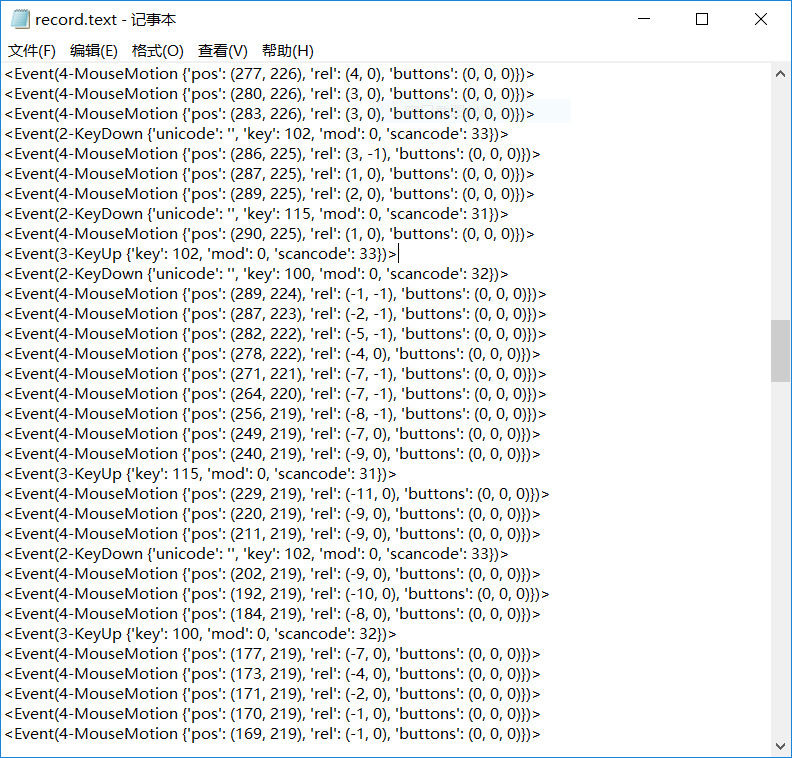 record.text - 记事本
文件(F) 编辑(E) 格式(O) 查看(V) 帮助(H)
<Event(4-MouseMotion {'pos': (277, 226), 'rel': (4, 0), 'buttons': (0, 0, 0)})>
<Event(4-MouseMotion {'pos': (280, 226), 'rel': (3, 0), 'buttons': (0, 0, 0)})>
<Event(4-MouseMotion {'pos': (283, 226), 'rel': (3, 0), 'buttons': (0, 0, 0)})>
<Event(2-KeyDown {'unicode': '', 'key': 102, 'mod': 0, 'scancode': 33})>
<Event(4-MouseMotion {'pos': (286, 225), 'rel': (3, -1), 'buttons': (0, 0, 0)})>
<Event(4-MouseMotion {'pos': (287, 225), 'rel': (1, 0), 'buttons': (0, 0, 0)})>
<Event(4-MouseMotion {'pos': (289, 225), 'rel': (2, 0), 'buttons': (0, 0, 0)})>
<Event(2-KeyDown {'unicode': '', 'key': 115, 'mod': 0, 'scancode': 31})>
<Event(4-MouseMotion {'pos': (290, 225), 'rel': (1, 0), 'buttons': (0, 0, 0)})>
<Event(3-KeyUp {'key': 102, 'mod': 0, 'scancode': 33})>
<Event(2-KeyDown {'unicode': '', 'key': 100, 'mod': 0, 'scancode': 32})>
<Event(4-MouseMotion {'pos': (289, 224), 'rel': (-1, -1), 'buttons': (0, 0, 0)})>
<Event(4-MouseMotion {'pos': (287, 223), 'rel': (-2, -1), 'buttons': (0, 0, 0)})>
<Event(4-MouseMotion {'pos': (282, 222), 'rel': (-5, -1), 'buttons': (0, 0, 0)})>
<Event(4-MouseMotion {'pos': (278, 222), 'rel': (-4, 0), 'buttons': (0, 0, 0)})>
<Event(4-MouseMotion {'pos': (271, 221), 'rel': (-7, -1), 'buttons': (0, 0, 0)})>
<Event(4-MouseMotion {'pos': (264, 220), 'rel': (-7, -1), 'buttons': (0, 0, 0)})>
<Event(4-MouseMotion {'pos': (256, 219), 'rel': (-8, -1), 'buttons': (0, 0, 0)})>
<Event(4-MouseMotion {'pos': (249, 219), 'rel': (-7, 0), 'buttons': (0, 0, 0)})>
<Event(4-MouseMotion {'pos': (240, 219), 'rel': (-9, 0), 'buttons': (0, 0, 0)})>
<Event(3-KeyUp {'key': 115, 'mod': 0, 'scancode': 31})>
<Event(4-MouseMotion {'pos': (229, 219), 'rel': (-11, 0), 'buttons': (0, 0, 0)})>
<Event(4-MouseMotion {'pos': (220, 219), 'rel': (-9, 0), 'buttons': (0, 0, 0)})>
<Event(4-MouseMotion {'pos': (211, 219), 'rel': (-9, 0), 'buttons': (0, 0, 0)})>
<Event(2-KeyDown {'unicode': '', 'key': 102, 'mod': 0, 'scancode': 33})>
<Event(4-MouseMotion {'pos': (202, 219), 'rel': (-9, 0), 'buttons': (0, 0, 0)})>
<Event(4-MouseMotion {'pos': (192, 219), 'rel': (-10, 0), 'buttons': (0, 0, 0)})>
<Event(4-MouseMotion {'pos': (184, 219), 'rel': (-8, 0), 'buttons': (0, 0, 0)})>
<Event(3-KeyUp {'key': 100, 'mod': 0, 'scancode': 32})>
<Event(4-MouseMotion {'pos': (177, 219), 'rel': (-7, 0), 'buttons': (0, 0, 0)})>
<Event(4-MouseMotion {'pos': (173, 219), 'rel': (-4, 0), 'buttons': (0, 0, 0)})>
<Event(4-MouseMotion {'pos': (171, 219), 'rel': (-2, 0), 'buttons': (0, 0, 0)})>
<Event(4-MouseMotion {'pos': (170, 219), 'rel': (-1, 0), 'buttons': (0, 0, 0)})>
<Event(4-MouseMotion {'pos': (169, 219), 'rel': (-1, 0), 'buttons': (0, 0, 0)})>